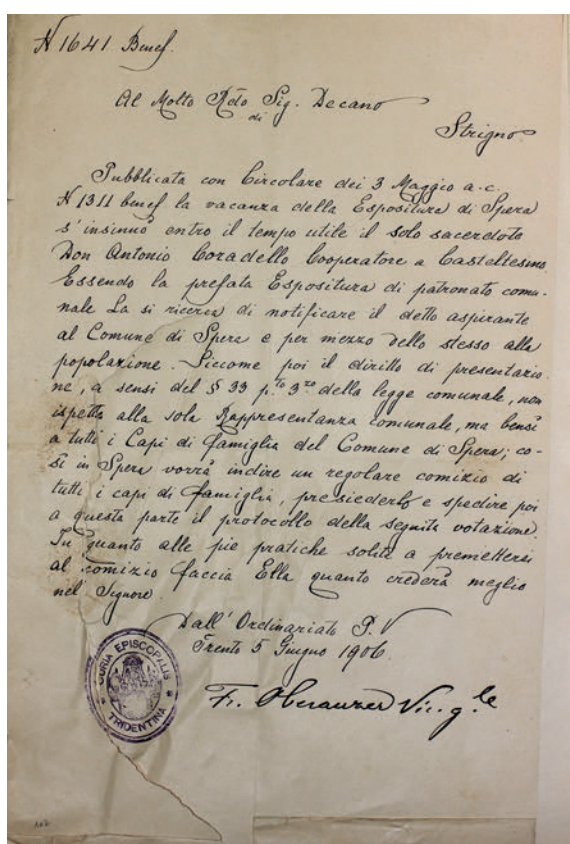 N 1641 Benef.
Al Molto Rdo Sig. Decano
di
Strigno
Pubblicata con Circolare dei 3 Maggio a.c.
N 1311 benef la vacanza della Espositura di Spera
s'insinuò entro il tempo utile il solo sacerdote
Don Antonio Coradello Cooperatore a Casteltesino.
Essendo la prefata Espositura di patronato comu-
nale La si ricerca di notificare il detto aspirante
al Comune di Spera e per mezzo dello stesso alla
popolazione. Siccome poi il diritto di presentazio-
ne, a sensi del § 33 p.to 3zo della legge comunale, non
ispetta alla sola Rappresentanza comunale, ma bensì
a tutti i Capi di famiglia del Comune di Spera; co-
sì in Spera vorrà indire un regolare comizio di
tutti i capi di famiglia, presiederlo e spedire poi
a questa parte il protocollo della seguita votazione.
In quanto alle pie pratiche solite a premettersi
al comizio faccia Ella quanto crederà meglio
nel Signore.
Dall' Ordinariato P. V
Trento 5 Giugno 1906.
Fr. Oberauzer Vic. gle
CURIA EPISCOPALIS
TRIDENTINA